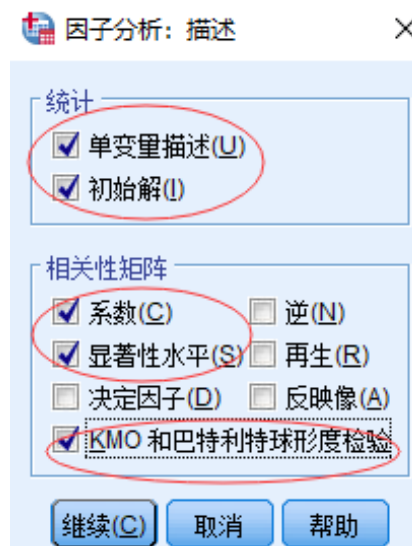 因子分析：描述
统计
单变量描述(U)
初始解(I)
相关性矩阵
系数(C) 逆(N)
显著性水平(S) 再生(R)
决定因子(D) 反映像(A)
KMO 和巴特利特球形度检验
继续(C) 取消 帮助